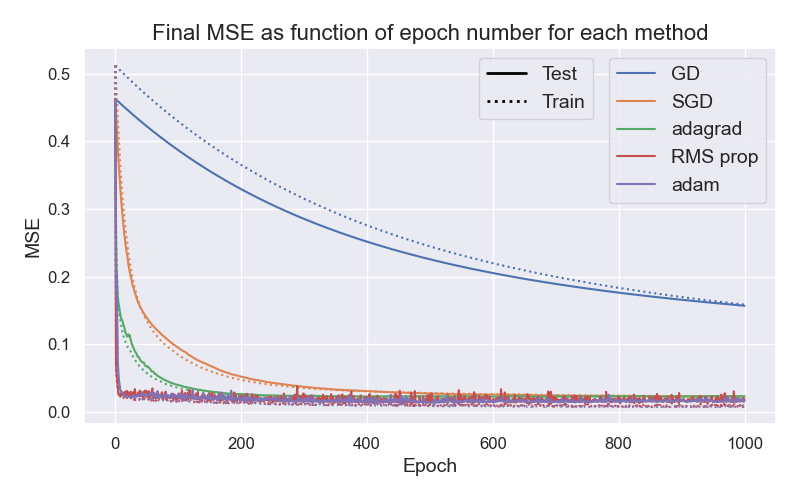 Final MSE as function of epoch number for each method
MSE
0.5
0.4
0.3
0.2
0.1
0.0
Test
Train
GD
SGD
adagrad
RMS prop
adam
0 200 400 600 800 1000
Epoch